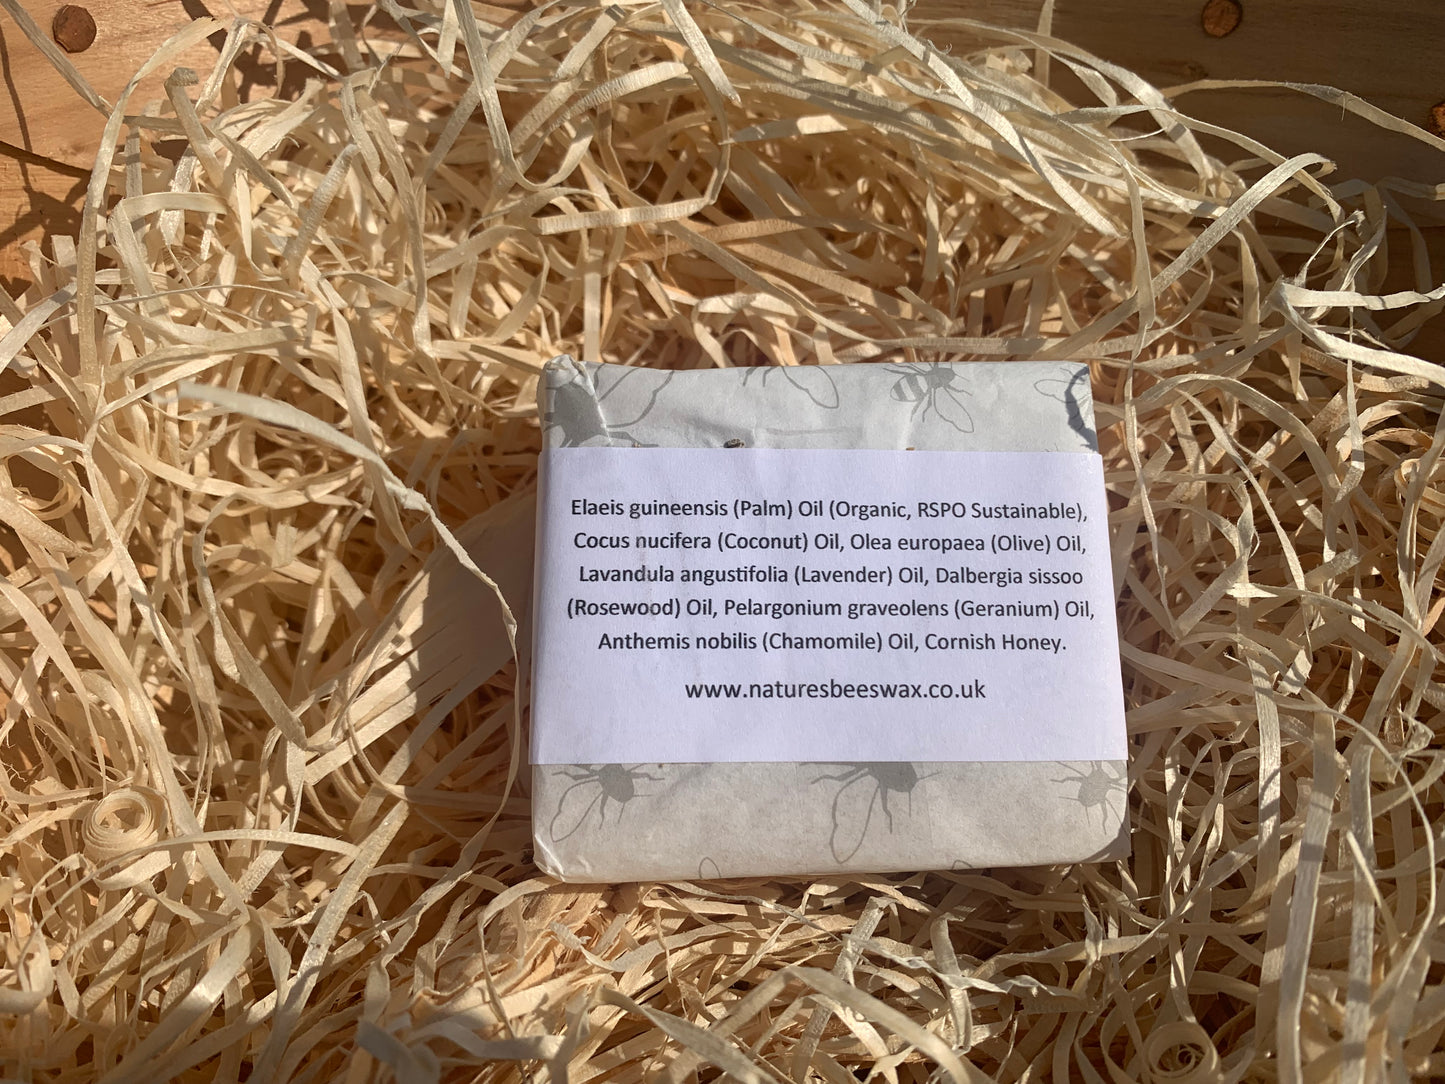 Elaeis guineensis (Palm) Oil (Organic, RSPO Sustainable),
Cocus nucifera (Coconut) Oil, Olea europaea (Olive) Oil,
Lavandula angustifolia (Lavender) Oil, Dalbergia sissoo
(Rosewood) Oil, Pelargonium graveolens (Geranium) Oil,
Anthemis nobilis (Chamomile) Oil, Cornish Honey.
www.naturesbeeswax.co.uk